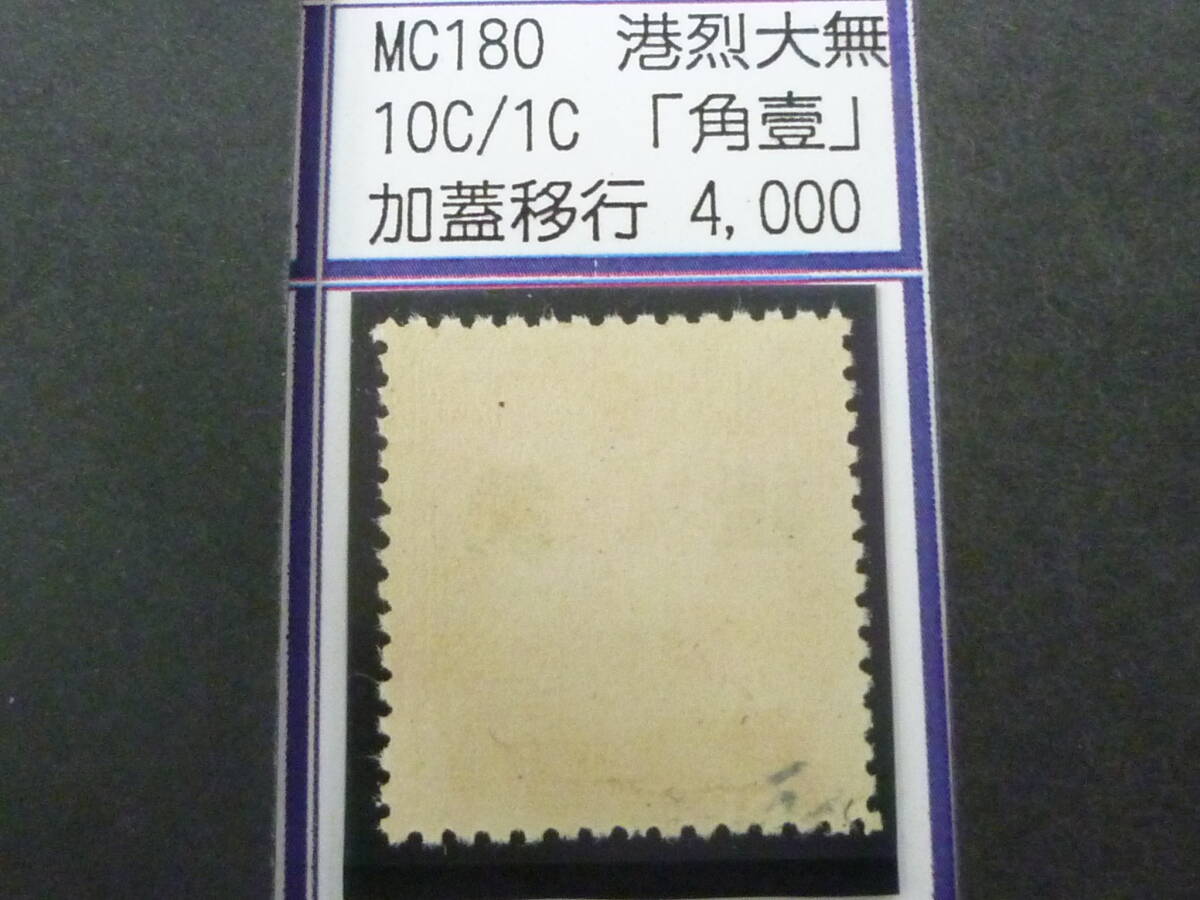 MC180 港烈大無
10C/1C 「角壹」
加蓋移行 4,000